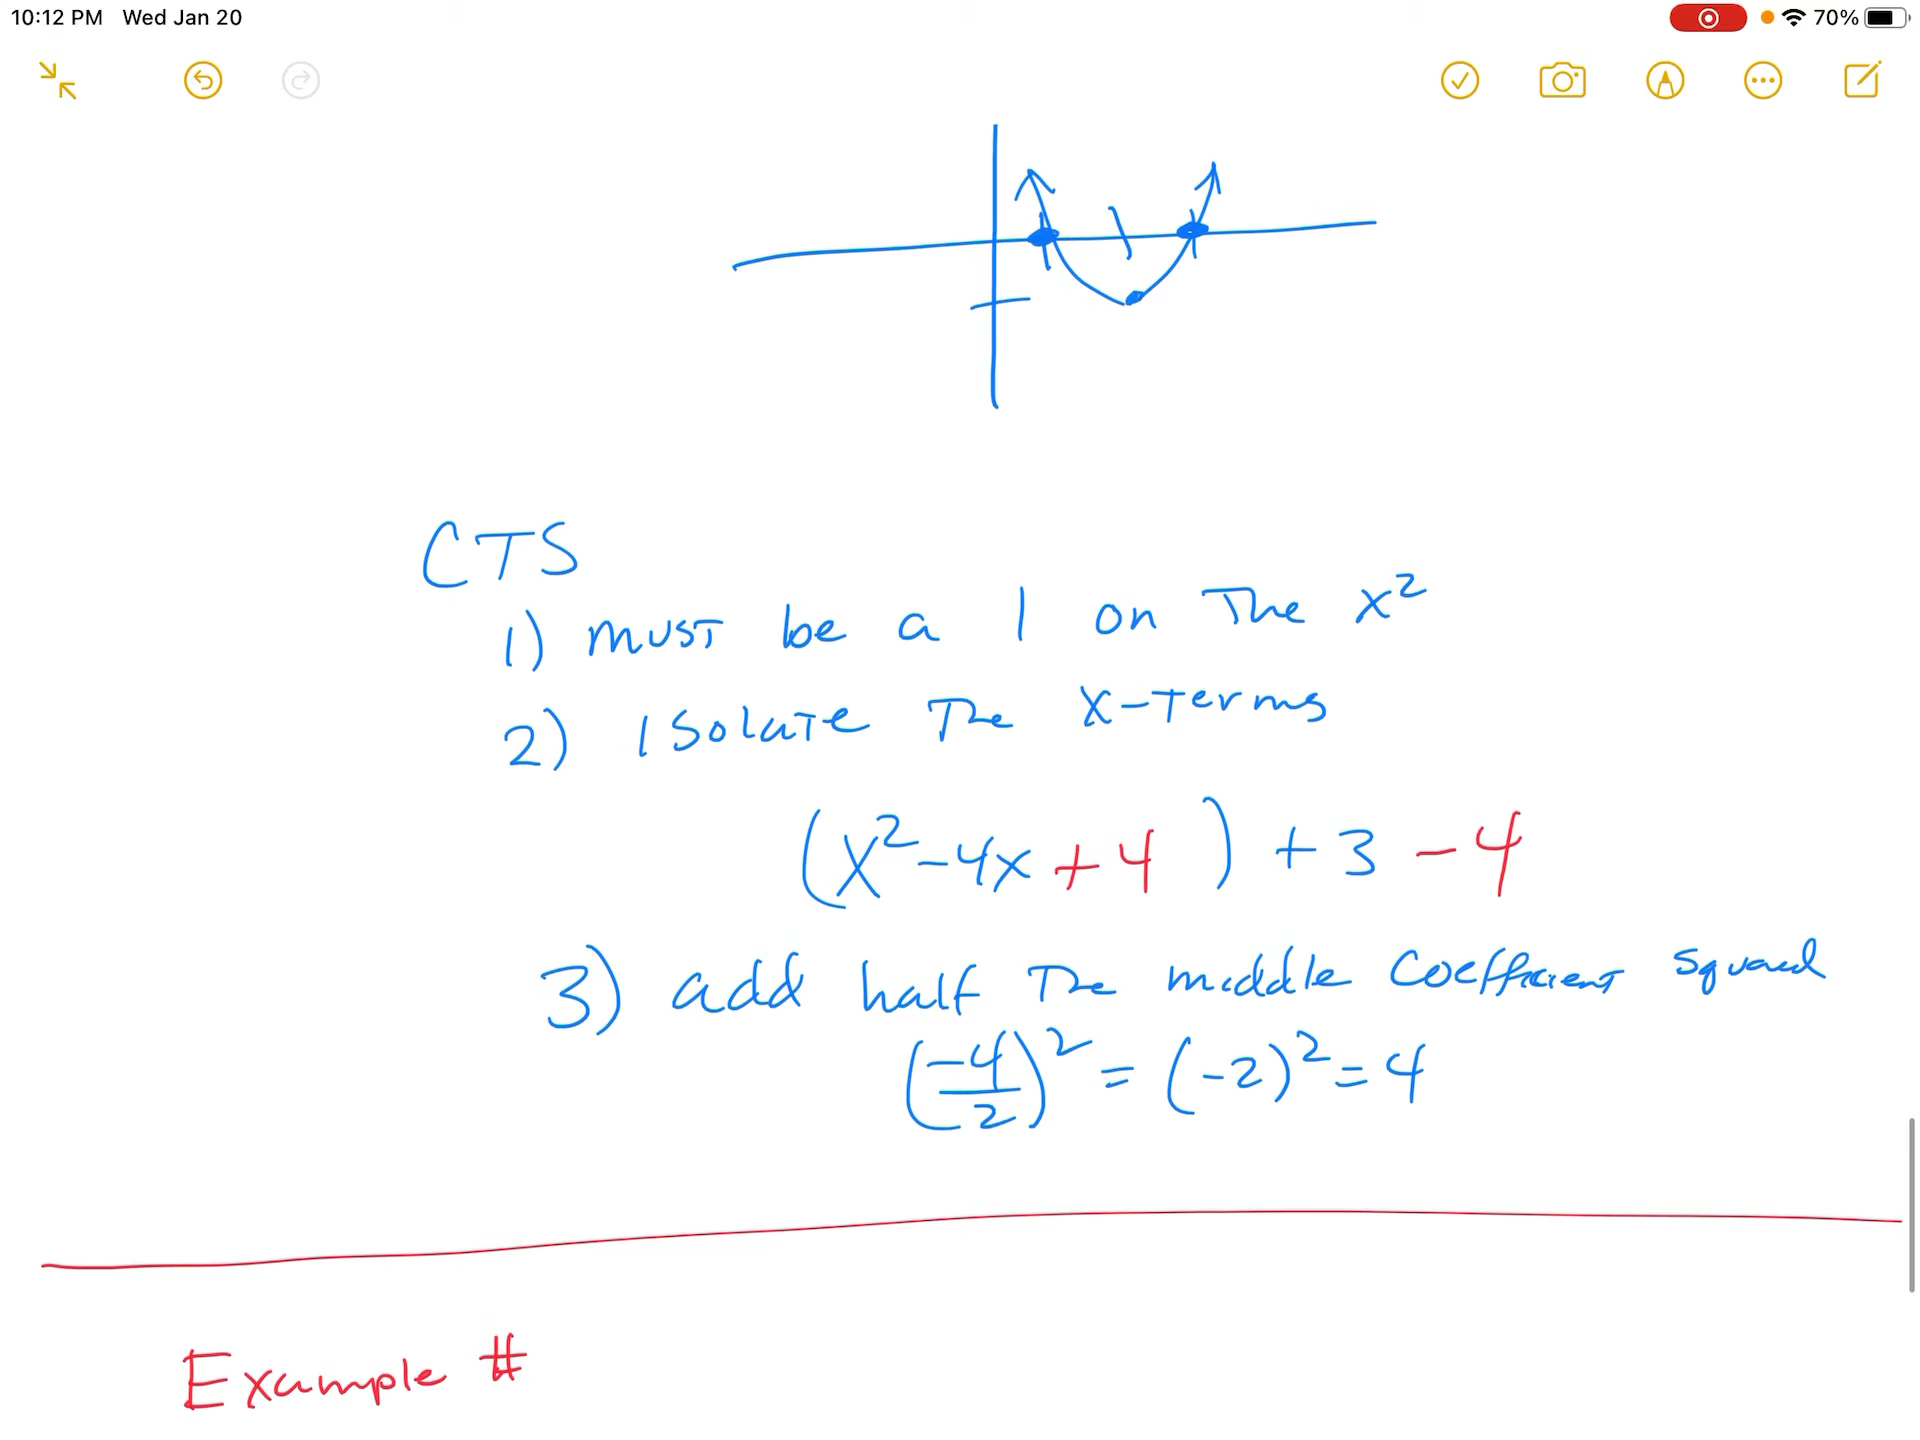 10:12 PM Wed Jan 20 70%
CTS
1) must be a 1 on The x²
2) Isolate The x-Terms
(x²-4x+4 ) + 3 - 4
3) add half The middle Coefficient squared
(-4/2)² = (-2)² = 4
Example #